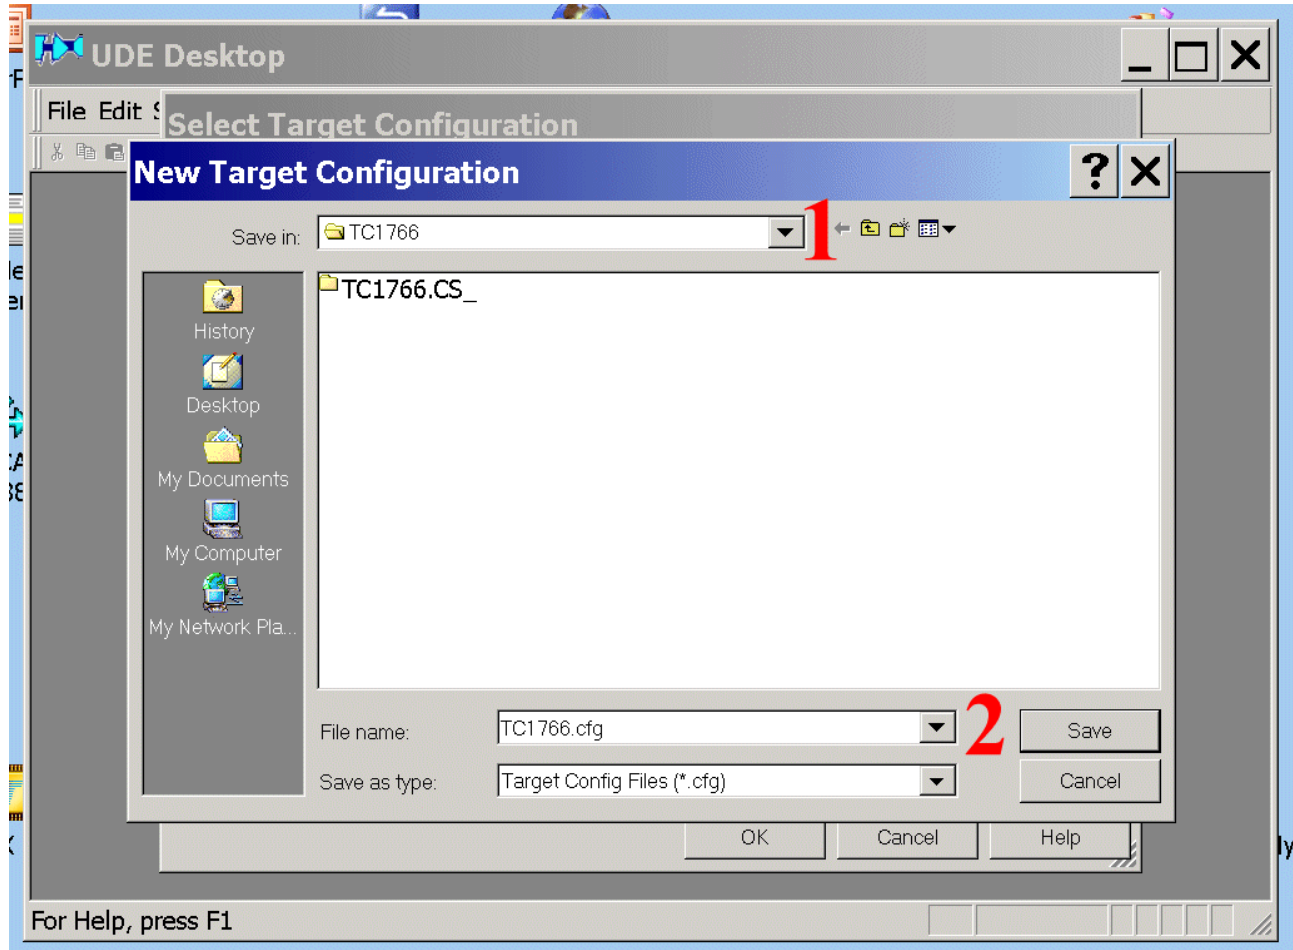 UDE Desktop
File Edit
Select Target Configuration
New Target Configuration
Save in:
TC1766
1
TC1766.CS_
History
Desktop
My Documents
My Computer
My Network Pla...
File name:
TC1766.cfg
2
Save
Save as type:
Target Config Files (*.cfg)
Cancel
OK
Cancel
Help
For Help, press F1